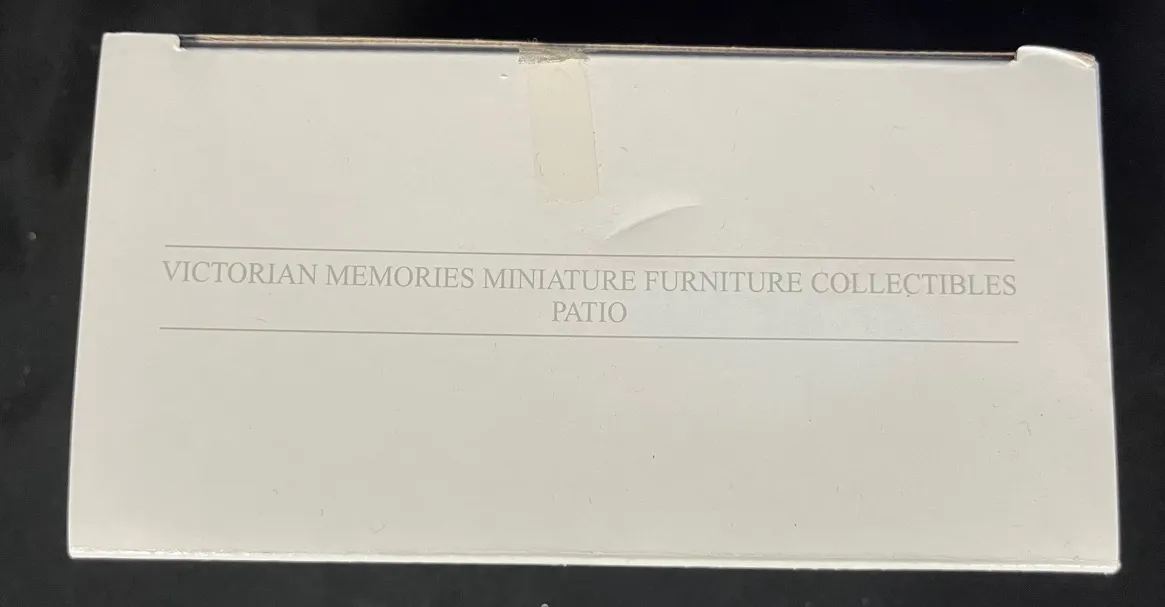 VICTORIAN MEMORIES MINIATURE FURNITURE COLLECTIBLES
PATIO